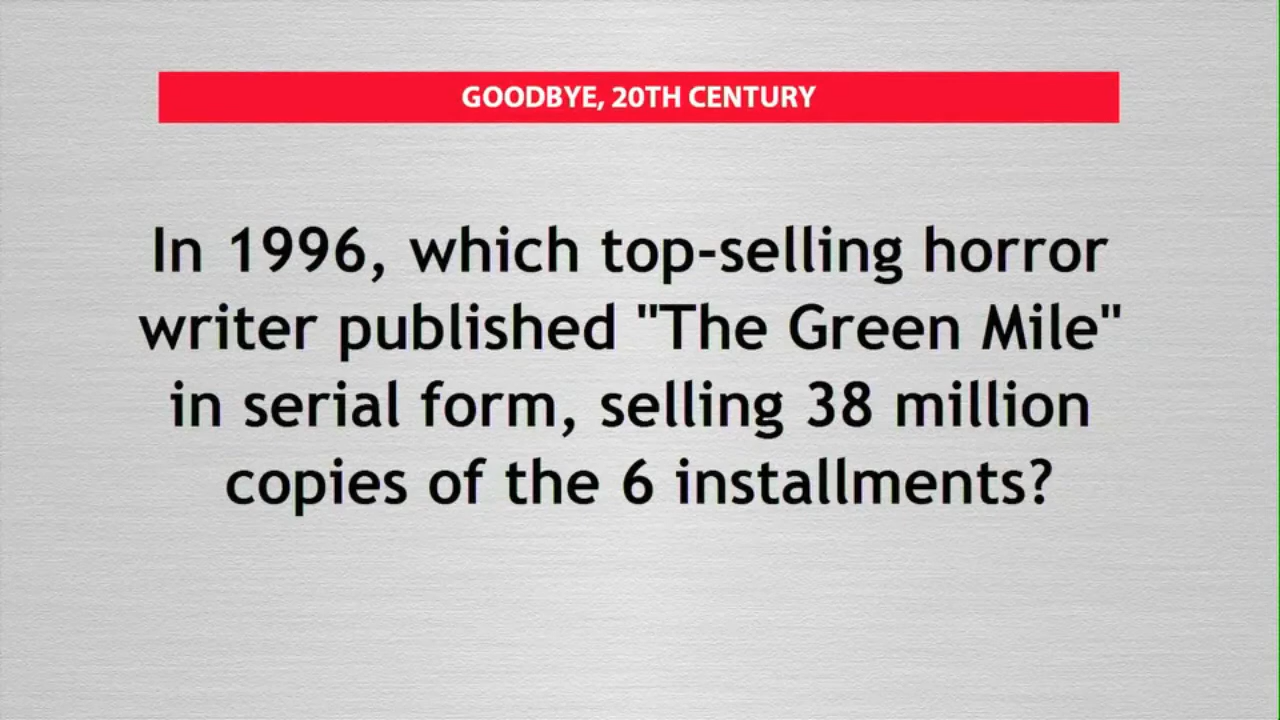 GOODBYE, 20TH CENTURY
In 1996, which top-selling horror
writer published "The Green Mile"
in serial form, selling 38 million
copies of the 6 installments?